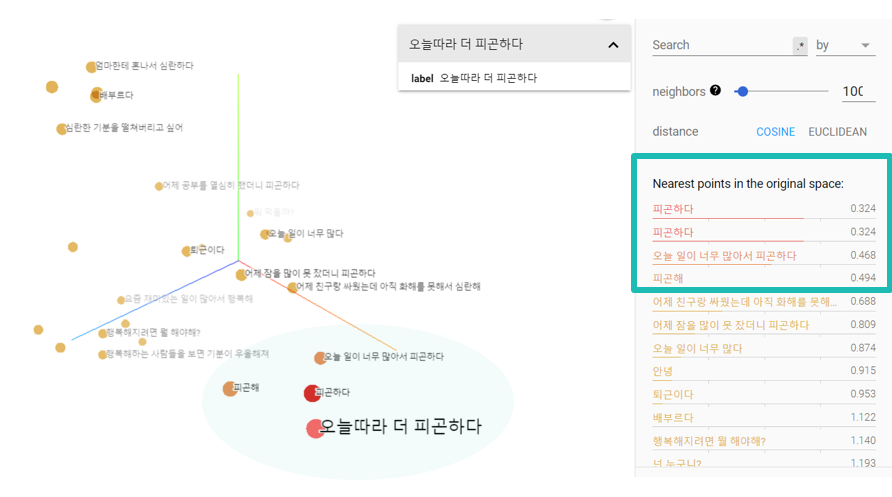 엄마한테 혼나서 심란하다
배부르다
심란한 기분을 떨쳐버리고 싶어
어제 공부를 열심히 했더니 피곤하다
오늘 일이 너무 많다
퇴근이다
어제 잠을 많이 못 잤더니 피곤하다
어제 친구랑 싸웠는데 아직 화해를 못해서 심란해
요즘 재미있는 일이 많아서 행복해
행복해지려면 뭘 해야해?
행복해하는 사람들을 보면 기분이 우울해져
오늘 일이 너무 많아서 피곤하다
피곤해
피곤하다
오늘따라 더 피곤하다
오늘따라 더 피곤하다
label 오늘따라 더 피곤하다
Search .* by
neighbors ? 100
distance COSINE EUCLIDEAN
Nearest points in the original space:
피곤하다 0.324
피곤하다 0.324
오늘 일이 너무 많아서 피곤하다 0.468
피곤해 0.494
어제 친구랑 싸웠는데 아직 화해를 못해... 0.688
어제 잠을 많이 못 잤더니 피곤하다 0.809
오늘 일이 너무 많다 0.874
안녕 0.915
퇴근이다 0.953
배부르다 1.122
행복해지려면 뭘 해야해? 1.140
넌 누구니? 1.193